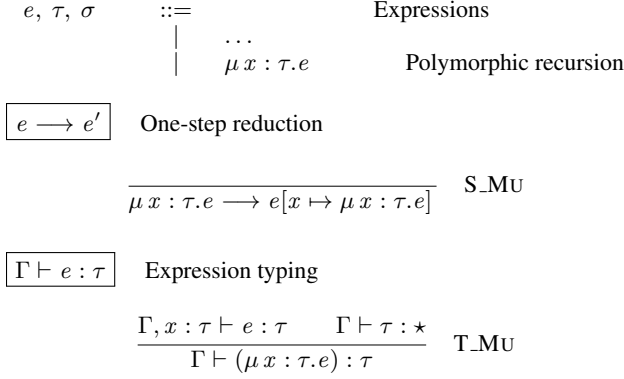 e, τ, σ ::= Expressions
| ...
| μ x : τ.e Polymorphic recursion
e ⟶ e′ One-step reduction
μ x : τ.e ⟶ e[x ↦ μ x : τ.e] S_MU
Γ ⊢ e : τ Expression typing
Γ, x : τ ⊢ e : τ Γ ⊢ τ : ⋆
Γ ⊢ (μ x : τ.e) : τ T_MU